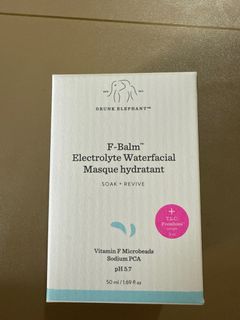 DRUNK ELEPHANT™
F-Balm™
Electrolyte Waterfacial
Masque hydratant
SOAK + REVIVE
+
T.L.C.
Framboos
Vitamin F Microbeads
Sodium PCA
pH 5.7
50 ml / 1.69 fl oz